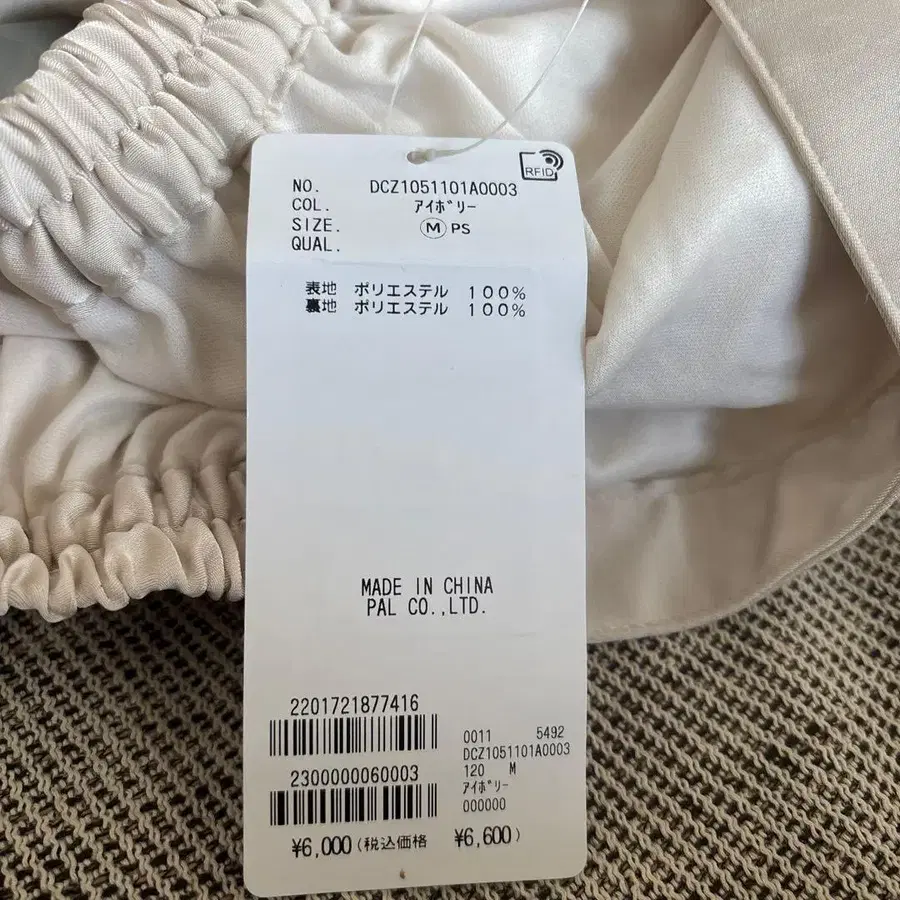 RFID
NO. DCZ1051101A0003
COL. ｱｲﾎﾞﾘｰ
SIZE. Ⓜ PS
QUAL.
表地 ポリエステル １００％
裏地 ポリエステル １００％
MADE IN CHINA
PAL CO.,LTD.
2201721877416
2300000060003
0011 5492
DCZ1051101A0003
120 M
ｱｲﾎﾞﾘｰ
000000
¥6,000 (税込価格 ¥6,600)